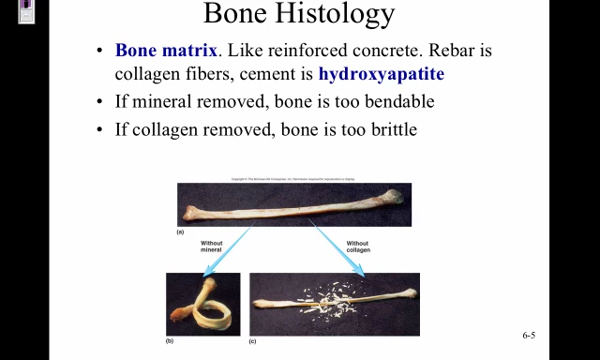 Bone Histology
• Bone matrix. Like reinforced concrete. Rebar is
collagen fibers, cement is hydroxyapatite
• If mineral removed, bone is too bendable
• If collagen removed, bone is too brittle
(a)
Without
mineral
Without
collagen
(b)
(c)
6-5